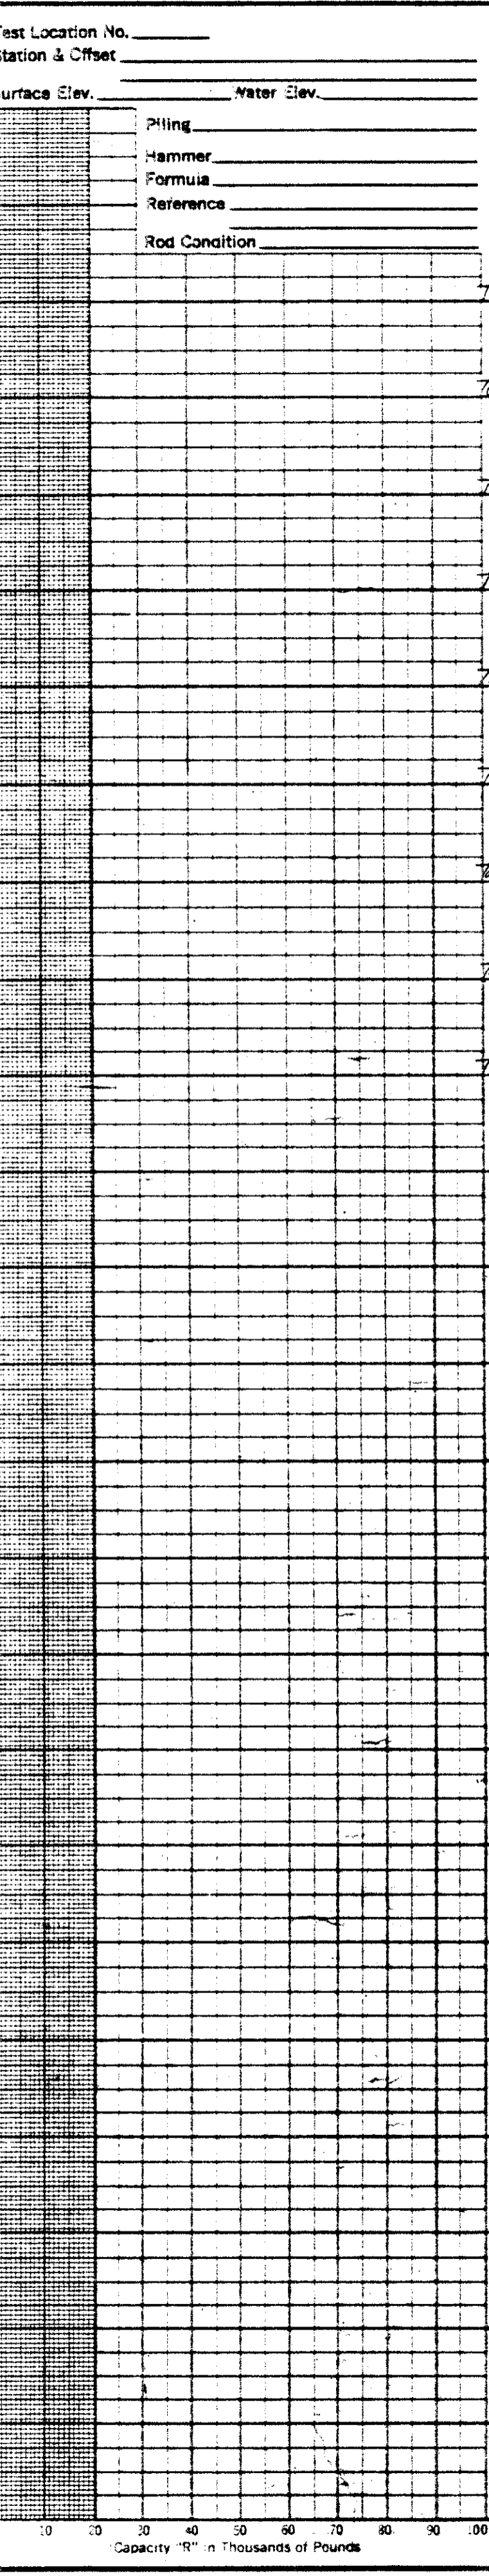 Test Location No.
Station & Offset
Surface Elev. Water Elev.
Piling
Hammer
Formula
Reference
Rod Condition
10 20 30 40 50 60 70 80 90 100
Capacity "R" in Thousands of Pounds